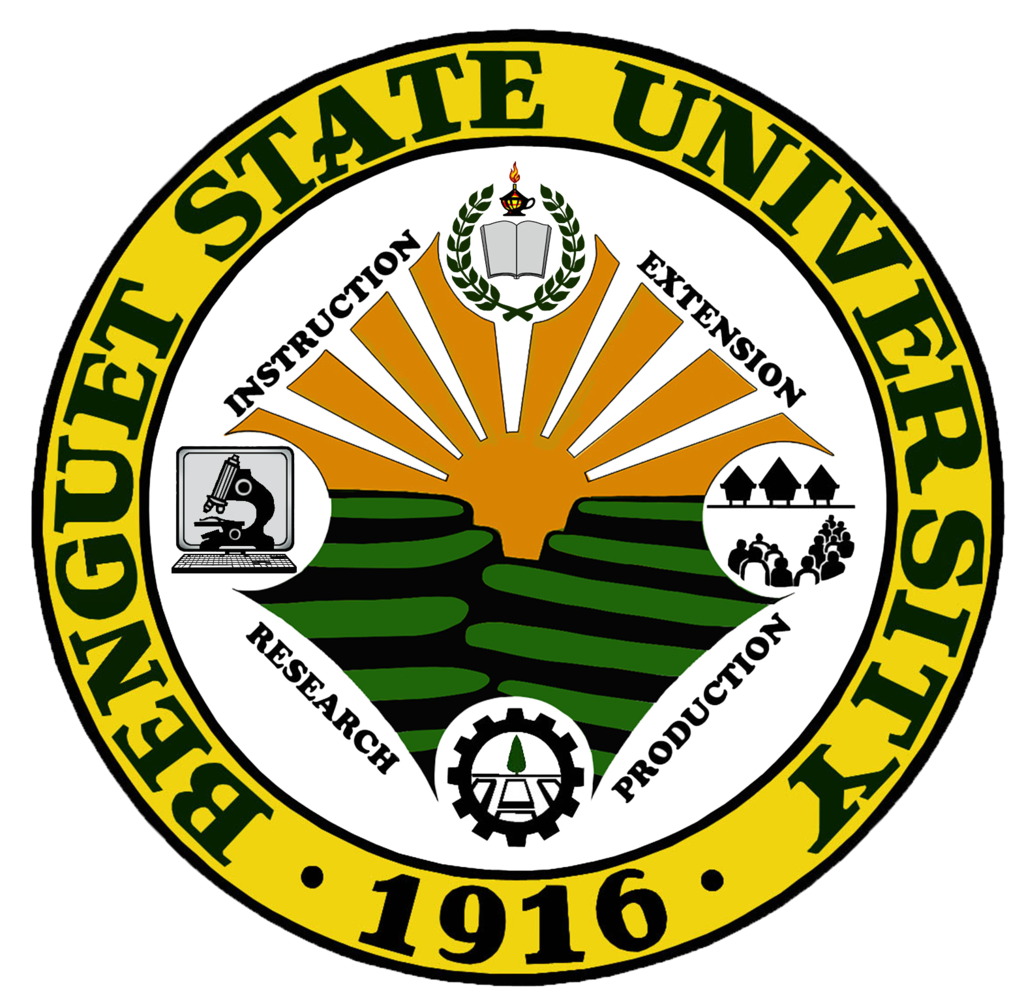 BENGUET STATE UNIVERSITY
INSTRUCTION
EXTENSION
RESEARCH
PRODUCTION
· 1916 ·